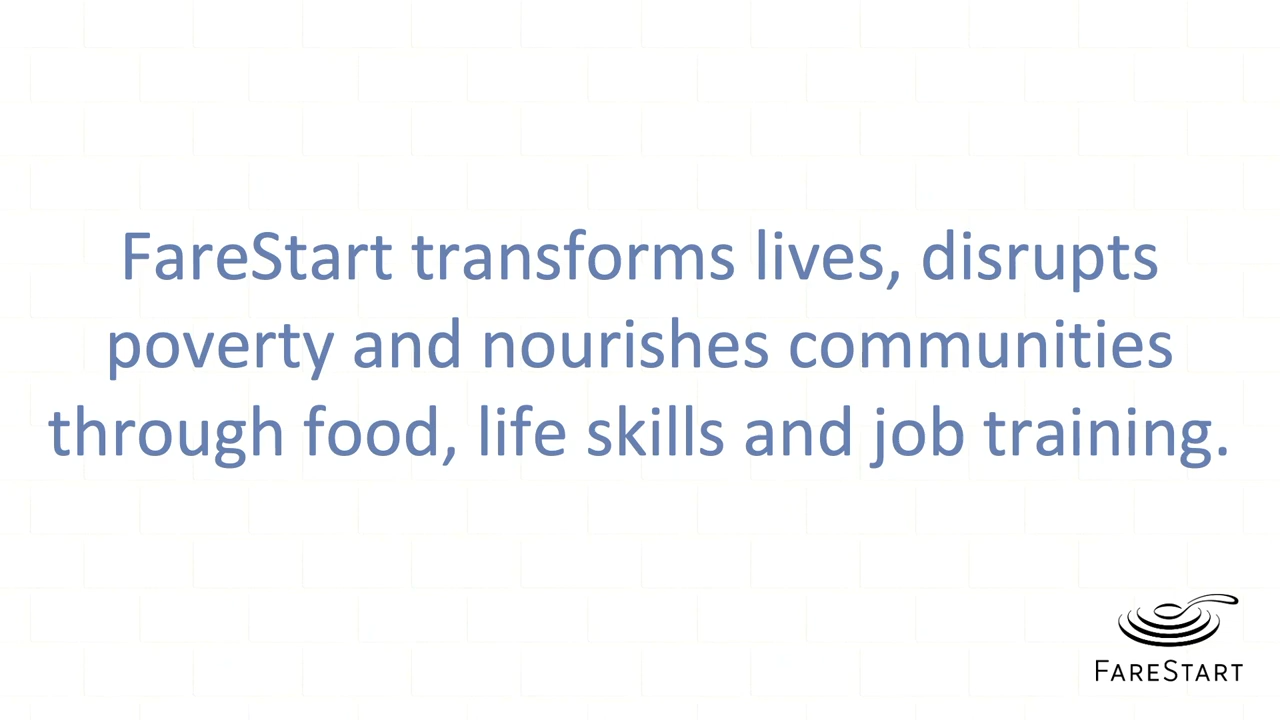 FareStart transforms lives, disrupts
poverty and nourishes communities
through food, life skills and job training.
FARESTART